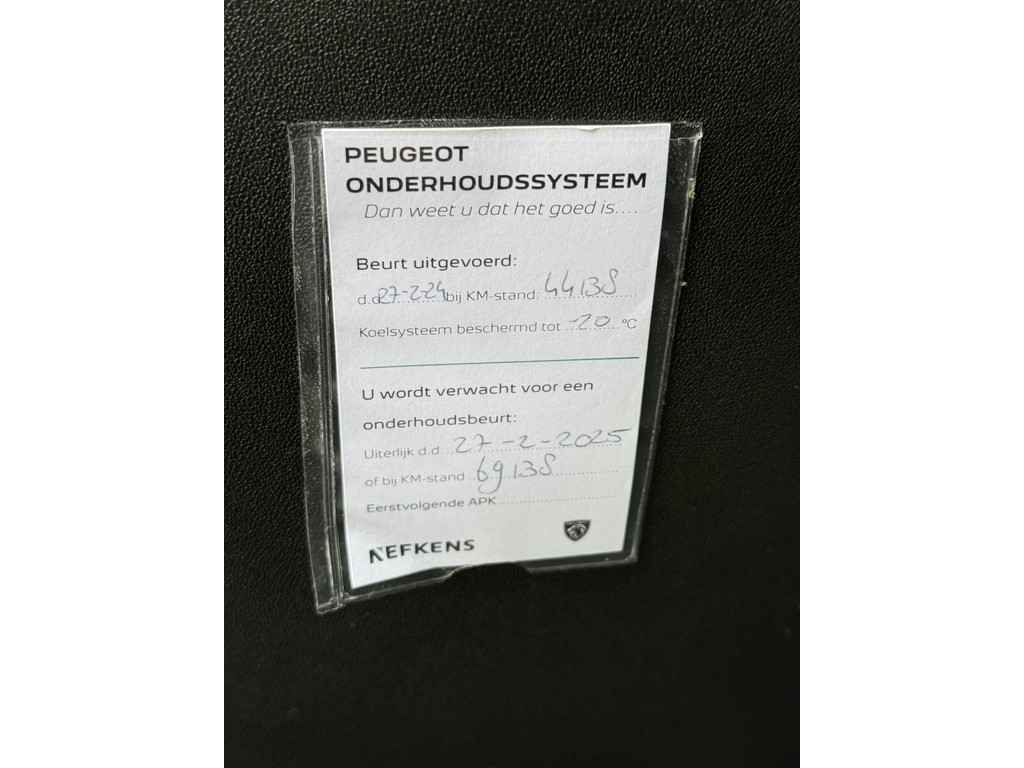 PEUGEOT
ONDERHOUDSSYSTEEM
Dan weet u dat het goed is....
Beurt uitgevoerd:
d.d. 27-2-24 bij KM-stand: 44138
Koelsysteem beschermd tot -20 °C
U wordt verwacht voor een
onderhoudsbeurt:
Uiterlijk d.d. 27-2-2025
of bij KM-stand 69138
Eerstvolgende APK
NEFKENS